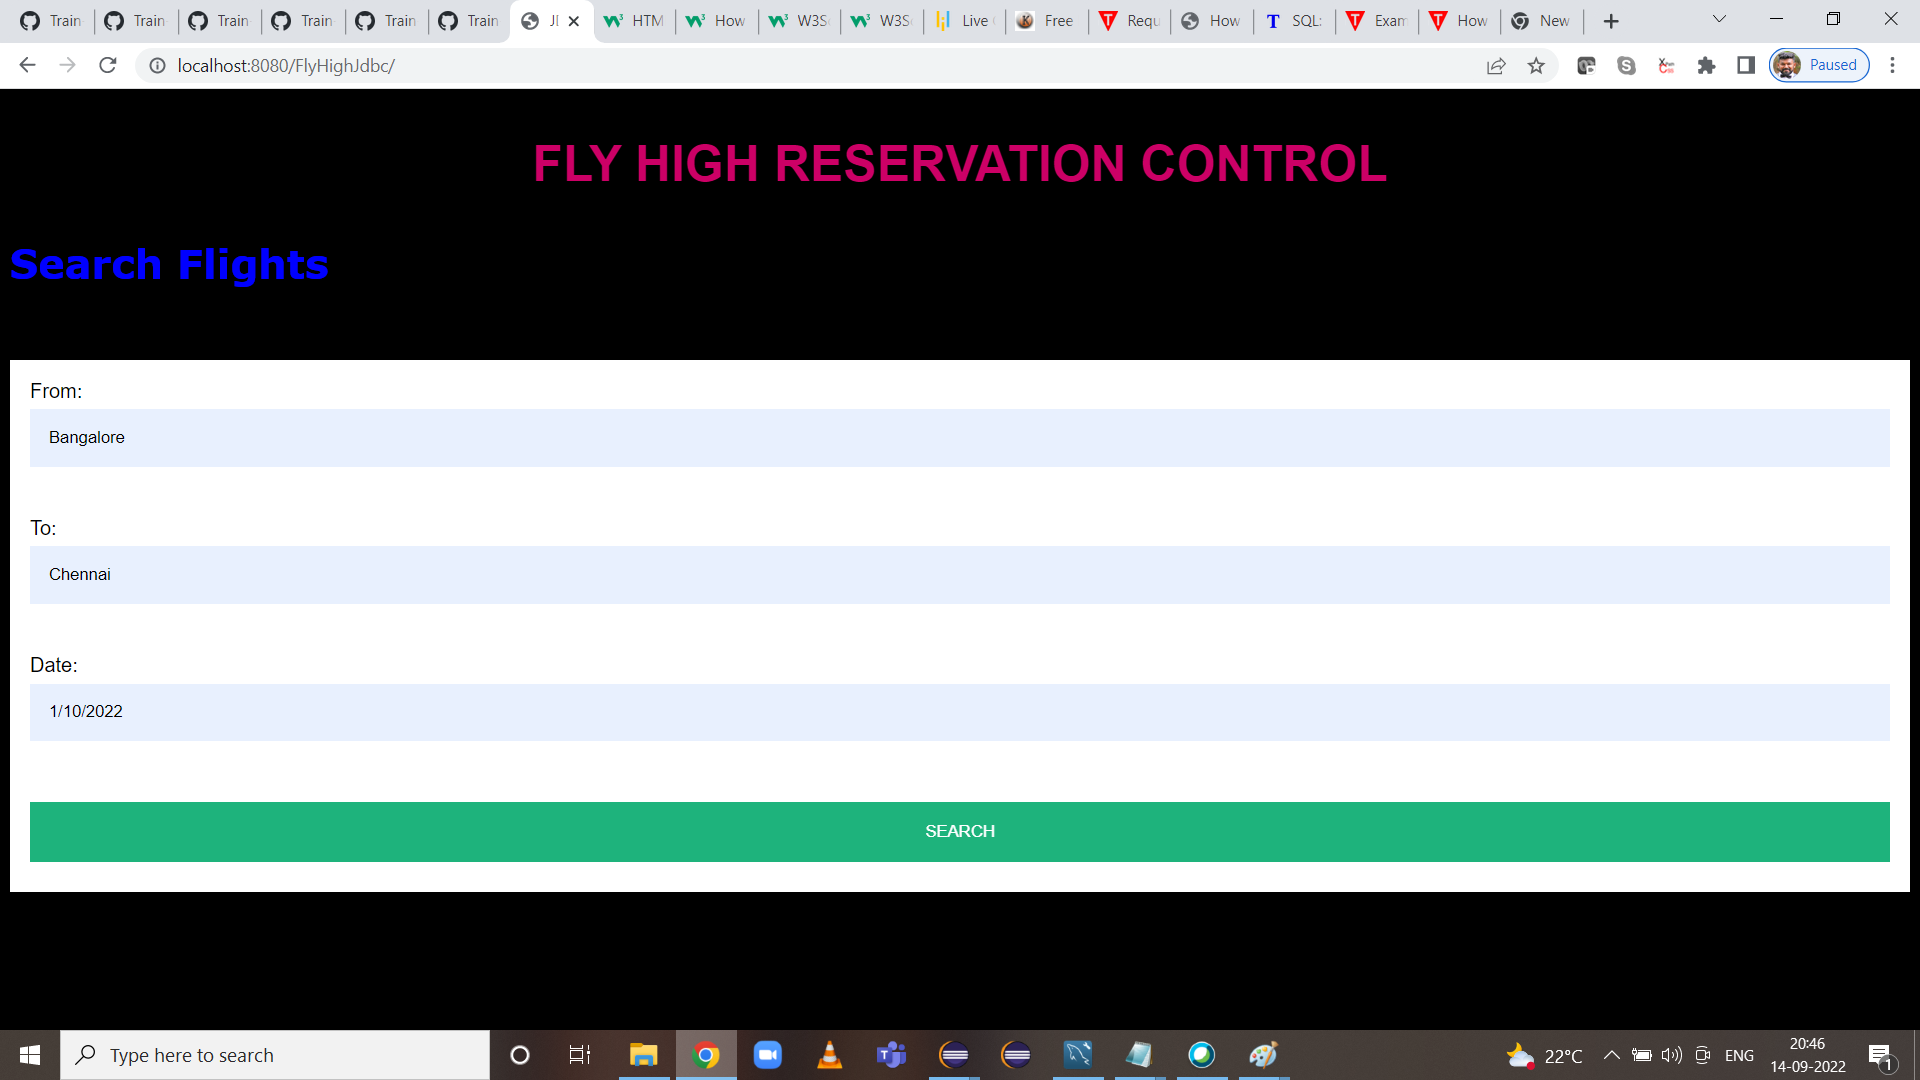 Train Train Train Train Train Train HTM How W3S W3S Live Free Requ How SQL: Exam How New
localhost:8080/FlyHighJdbc/ Paused
FLY HIGH RESERVATION CONTROL
Search Flights
From:
Bangalore
To:
Chennai
Date:
1/10/2022
SEARCH
Type here to search 22°C ENG 20:46
14-09-2022 1